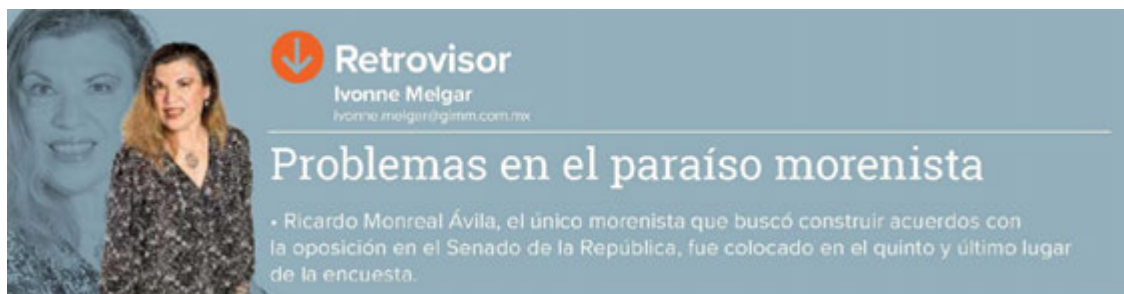 Retrovisor
Ivonne Melgar
ivonne.melgar@gimm.com.mx
Problemas en el paraíso morenista
• Ricardo Monreal Ávila, el único morenista que buscó construir acuerdos con
la oposición en el Senado de la República, fue colocado en el quinto y último lugar
de la encuesta.